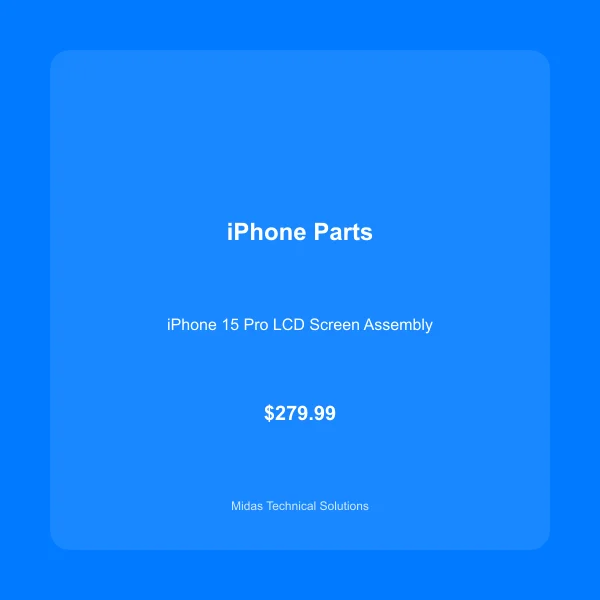 iPhone Parts
iPhone 15 Pro LCD Screen Assembly
$279.99
Midas Technical Solutions